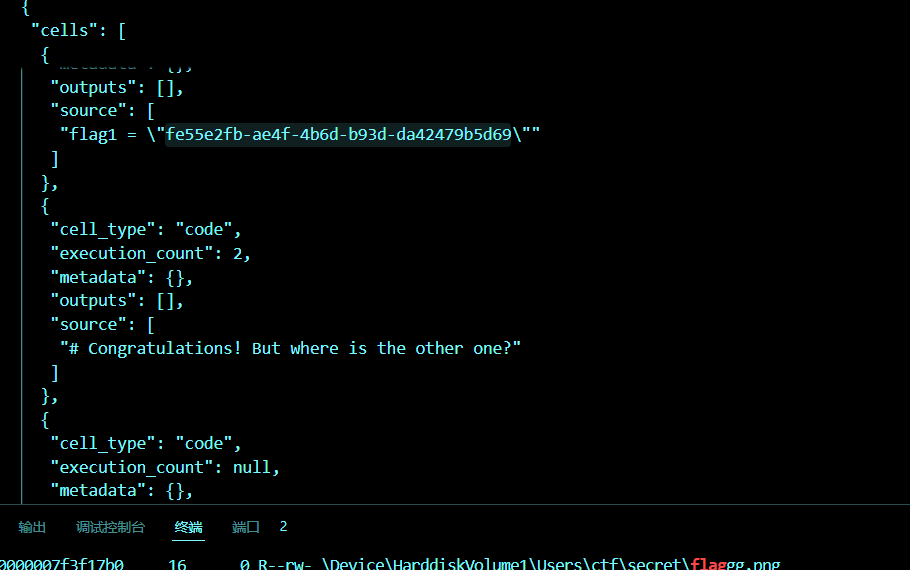 {
"cells": [
{
"metadata": {},
"outputs": [],
"source": [
"flag1 = \"fe55e2fb-ae4f-4b6d-b93d-da42479b5d69\""
]
},
{
"cell_type": "code",
"execution_count": 2,
"metadata": {},
"outputs": [],
"source": [
"# Congratulations! But where is the other one?"
]
},
{
"cell_type": "code",
"execution_count": null,
"metadata": {},
输出 调试控制台 终端 端口 2
0000007f3f17b0 16 0 R--rw- \Device\HarddiskVolume1\Users\ctf\secret\flaggg.png